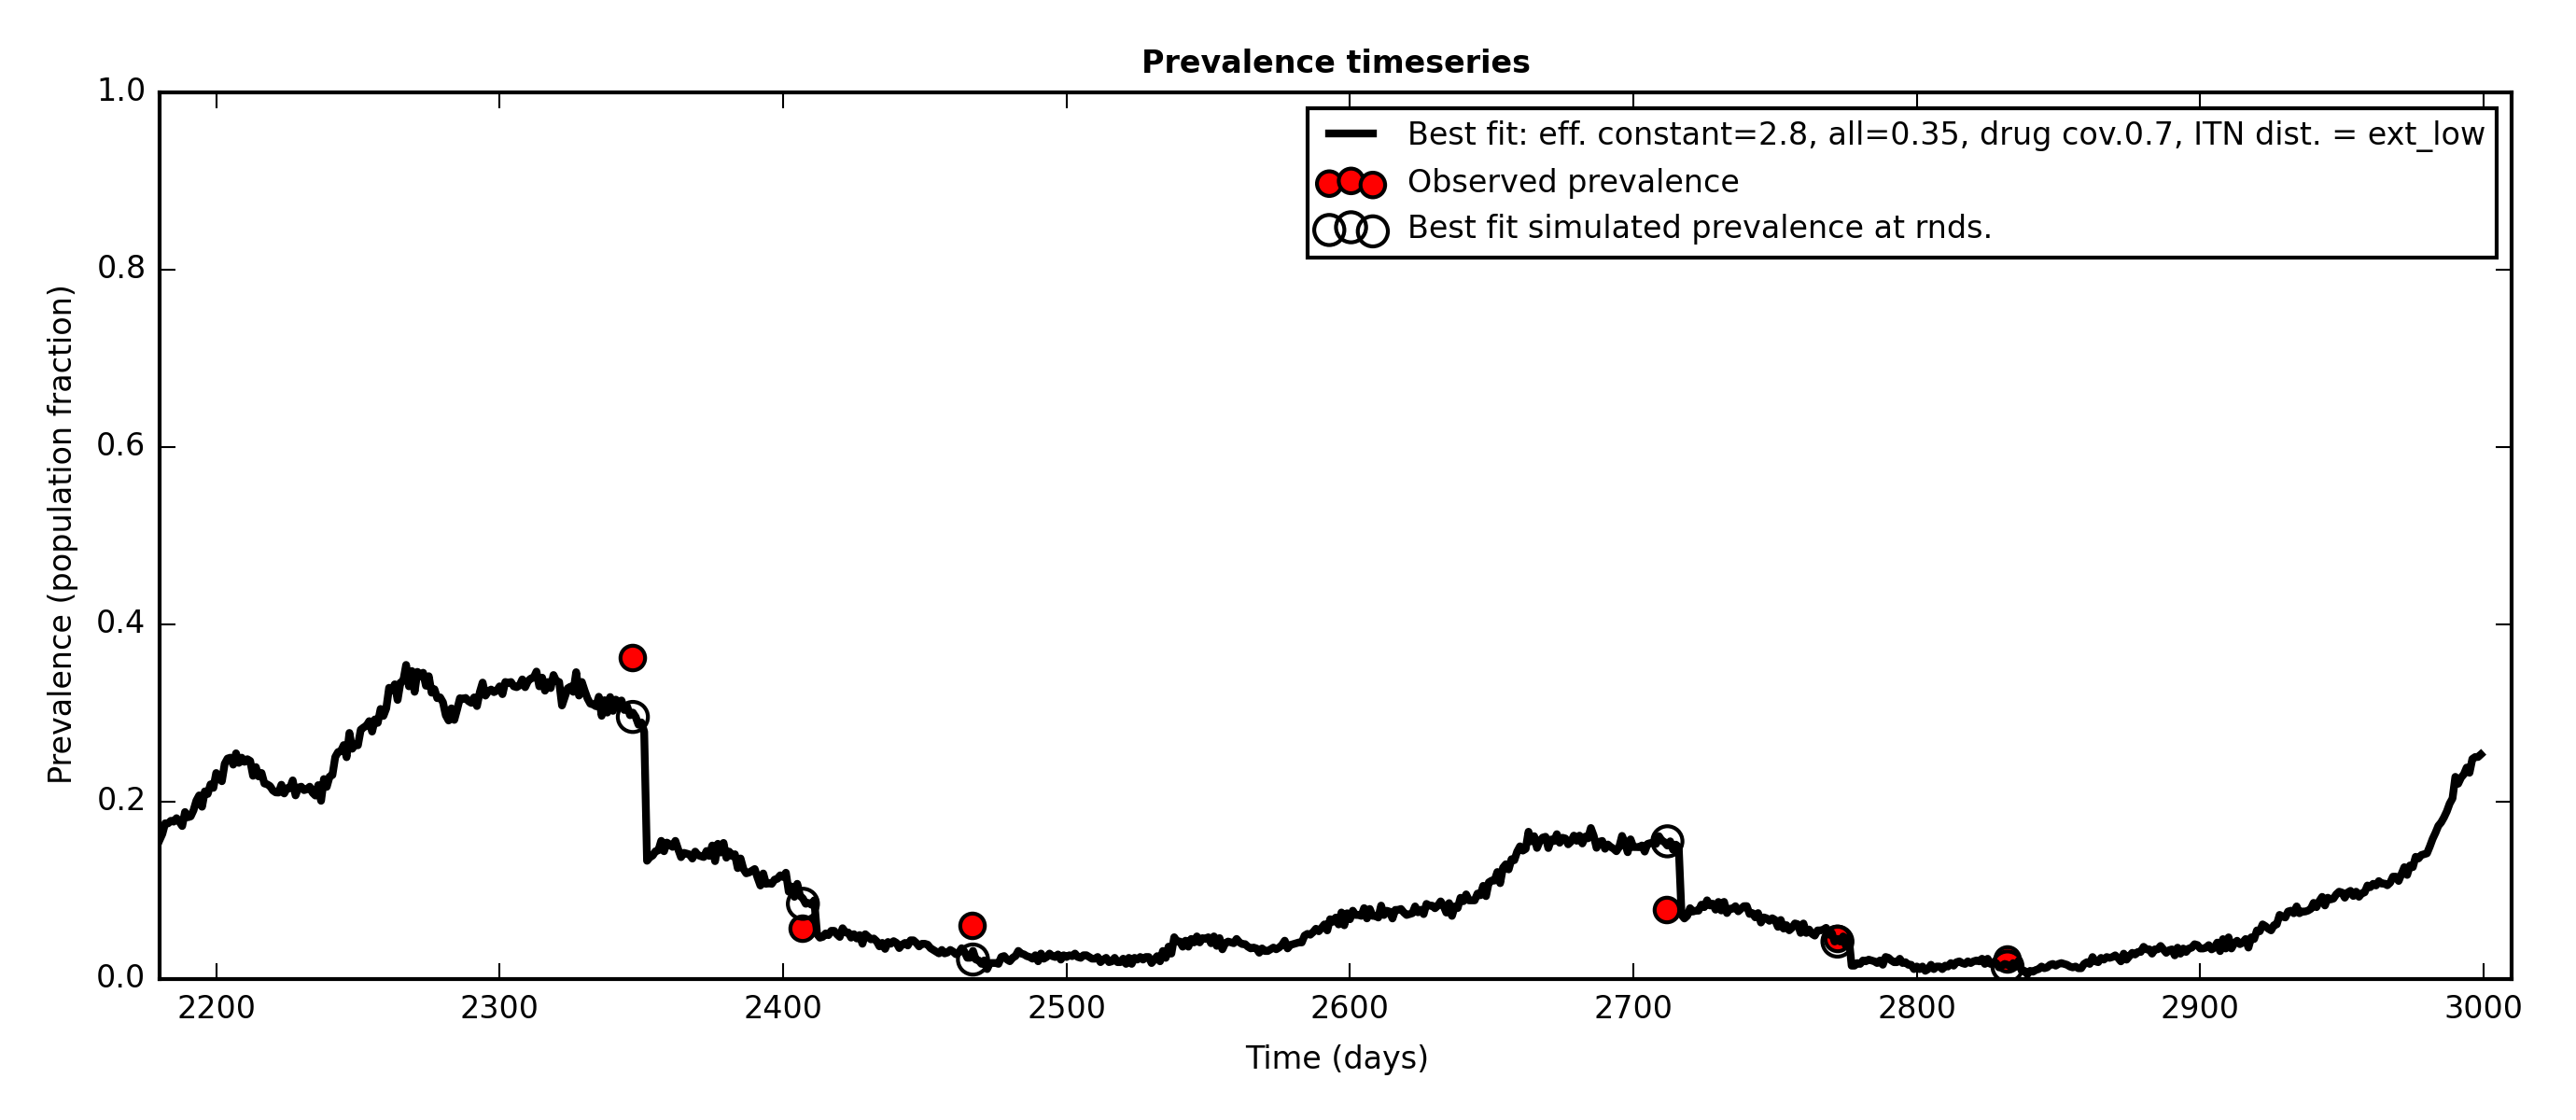 Prevalence timeseries
1.0
0.8
0.6
0.4
0.2
0.0
Prevalence (population fraction)
Best fit: eff. constant=2.8, all=0.35, drug cov.0.7, ITN dist. = ext_low
Observed prevalence
Best fit simulated prevalence at rnds.
2200 2300 2400 2500 2600 2700 2800 2900 3000
Time (days)